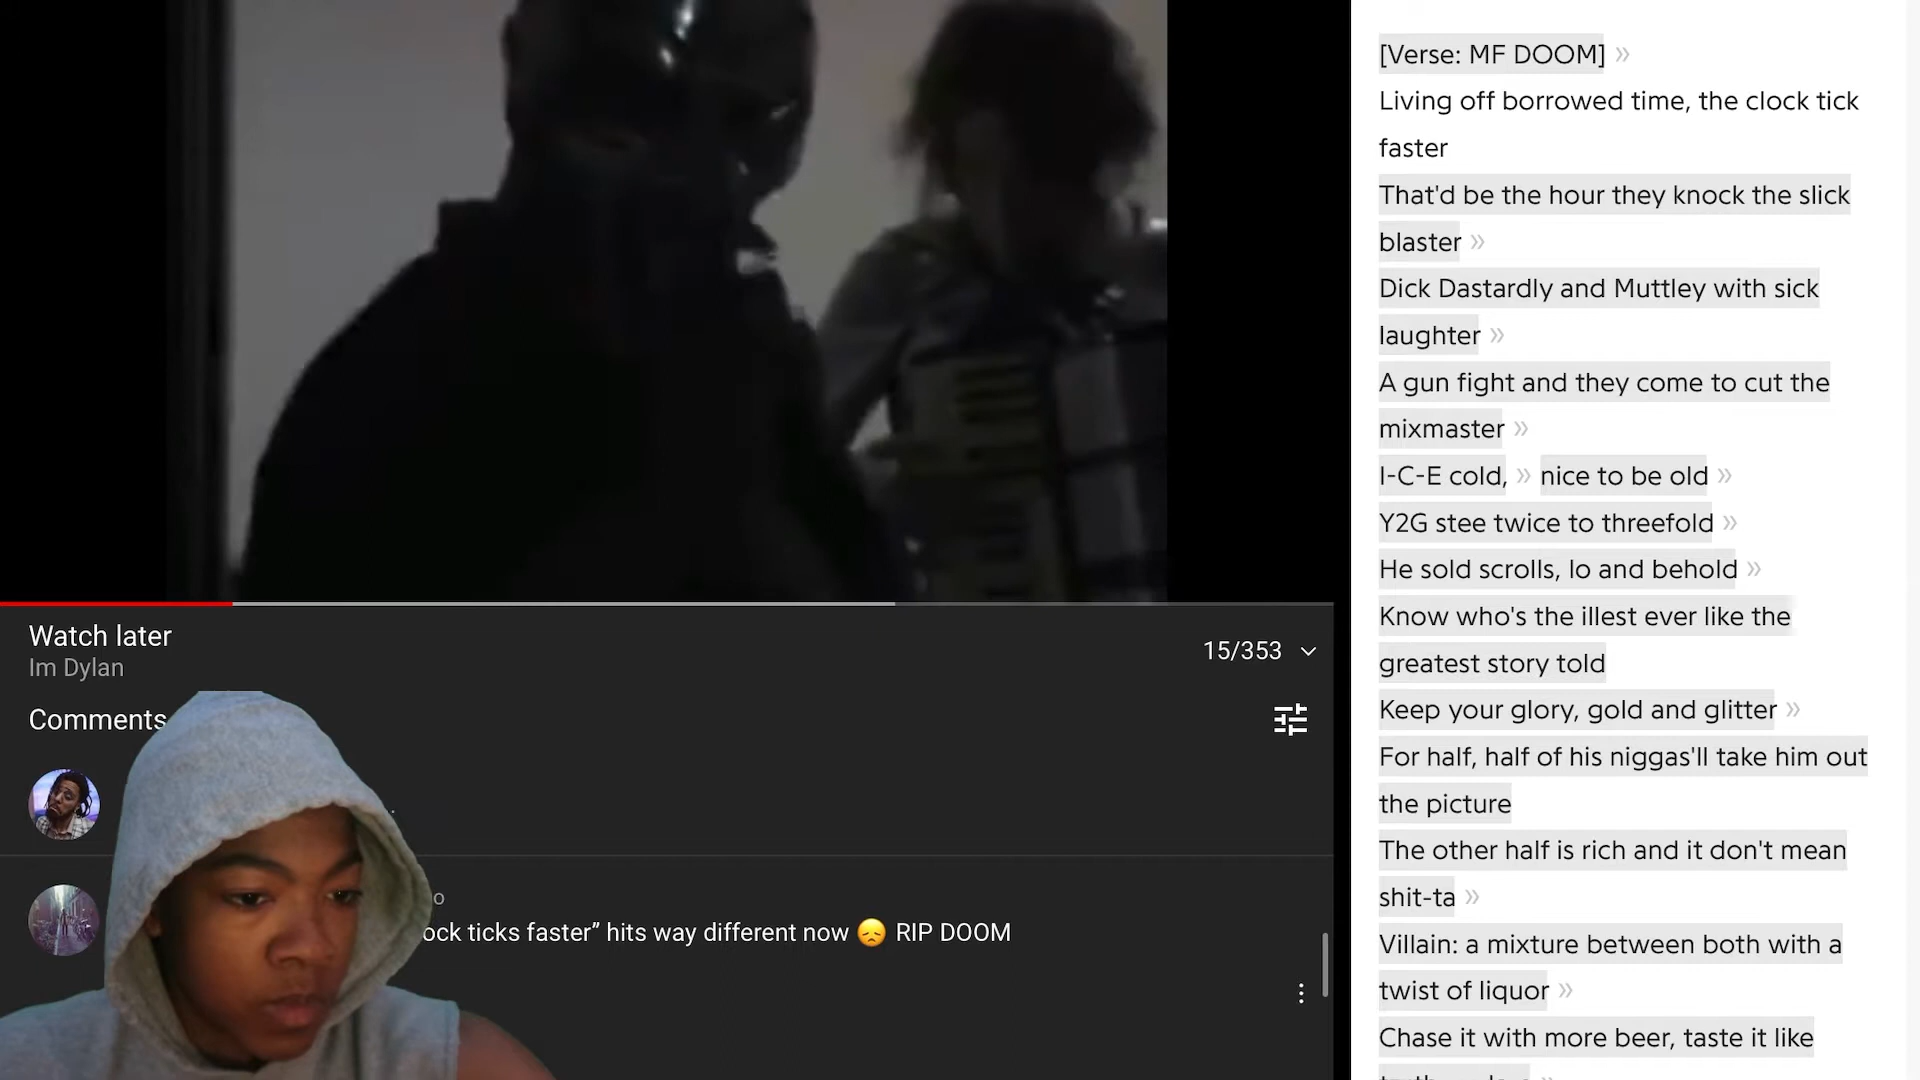 Watch later
Im Dylan
15/353
Comments
ock ticks faster” hits way different now 😞 RIP DOOM
[Verse: MF DOOM] »
Living off borrowed time, the clock tick
faster
That'd be the hour they knock the slick
blaster »
Dick Dastardly and Muttley with sick
laughter »
A gun fight and they come to cut the
mixmaster »
I-C-E cold, » nice to be old »
Y2G stee twice to threefold »
He sold scrolls, lo and behold »
Know who's the illest ever like the
greatest story told
Keep your glory, gold and glitter »
For half, half of his niggas'll take him out
the picture
The other half is rich and it don't mean
shit-ta »
Villain: a mixture between both with a
twist of liquor »
Chase it with more beer, taste it like